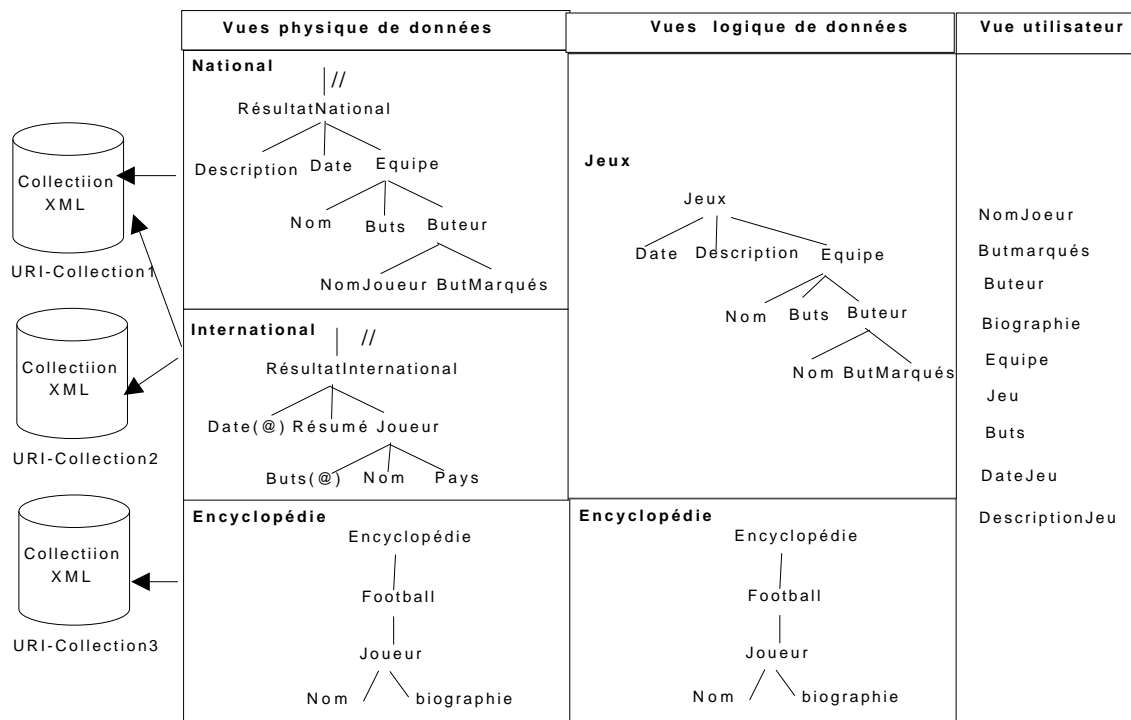 Vues physique de données
Vues logique de données
Vue utilisateur
National
//
RésultatNational
Description Date Equipe
Nom Buts Buteur
NomJoueur ButMarqués
Collectiion
XML
URI-Collection1
International
//
RésultatInternational
Date(@) Résumé Joueur
Buts(@) Nom Pays
Collectiion
XML
URI-Collection2
Encyclopédie
Encyclopédie
Football
Joueur
Nom biographie
Collectiion
XML
URI-Collection3
Jeux
Jeux
Date Description Equipe
Nom Buts Buteur
Nom ButMarqués
Encyclopédie
Encyclopédie
Football
Joueur
Nom biographie
NomJoeur
Butmarqués
Buteur
Biographie
Equipe
Jeu
Buts
DateJeu
DescriptionJeu